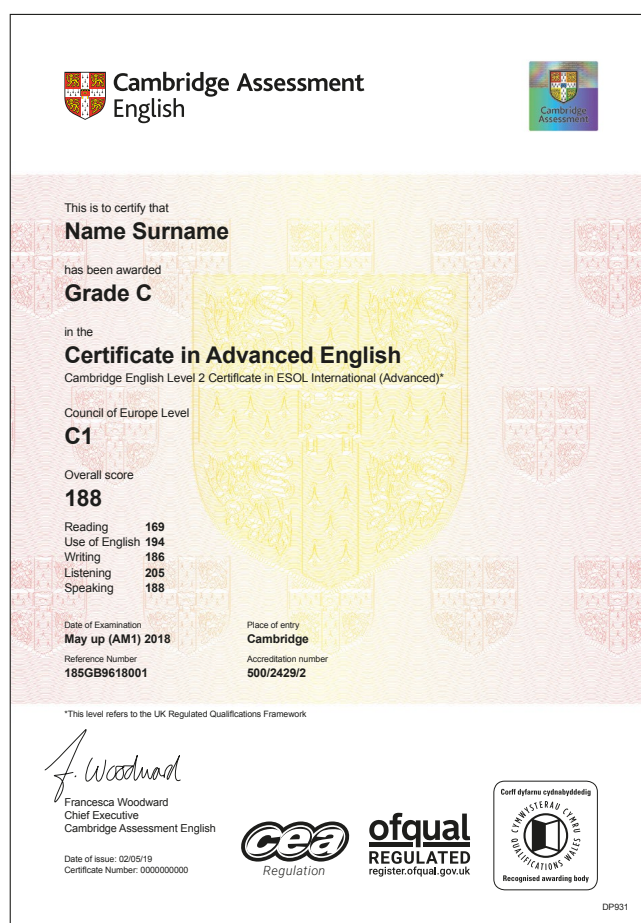 Cambridge Assessment
English
Cambridge
Assessment
This is to certify that
Name Surname
has been awarded
Grade C
in the
Certificate in Advanced English
Cambridge English Level 2 Certificate in ESOL International (Advanced)*
Council of Europe Level
C1
Overall score
188
Reading 169
Use of English 194
Writing 186
Listening 205
Speaking 188
Date of Examination Place of entry
May up (AM1) 2018 Cambridge
Reference Number Accreditation number
185GB9618001 500/2429/2
*This level refers to the UK Regulated Qualifications Framework
F. Woodward
Francesca Woodward
Chief Executive
Cambridge Assessment English
Date of issue: 02/05/19
Certificate Number: 0000000000
cea
Regulation
ofqual
REGULATED
register.ofqual.gov.uk
Corff dyfarnu cydnabyddedig
CYMWYSTERAU CYMRU
QUALIFICATIONS WALES
Recognised awarding body
DP931